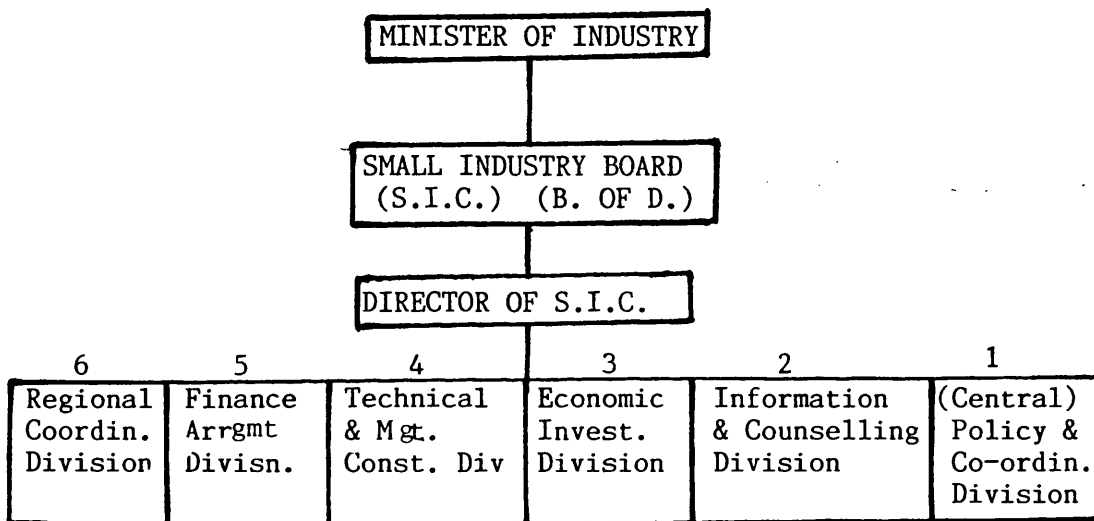 MINISTER OF INDUSTRY
SMALL INDUSTRY BOARD
(S.I.C.) (B. OF D.)
DIRECTOR OF S.I.C.
6 5 4 3 2 1
Regional
Coordin.
Division
Finance
Arrgmt
Divisn.
Technical
& Mgt.
Const. Div
Economic
Invest.
Division
Information
& Counselling
Division
(Central)
Policy &
Co-ordin.
Division